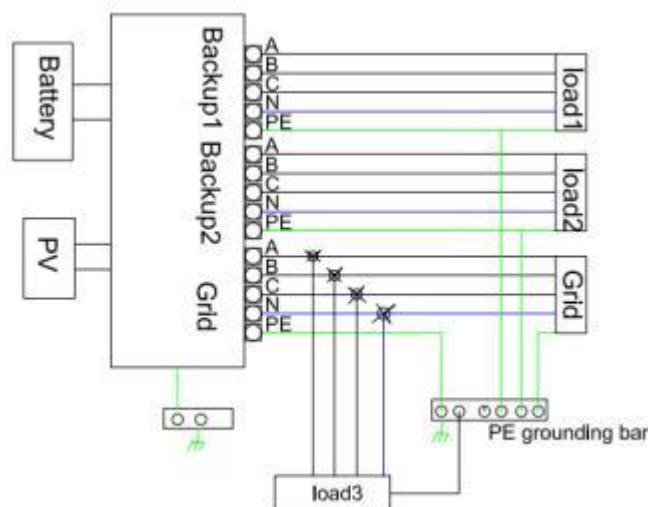 Battery
PV
Backup1
Backup2
Grid
A
B
C
N
PE
A
B
C
N
PE
A
B
C
N
PE
load1
load2
Grid
PE grounding bar
load3